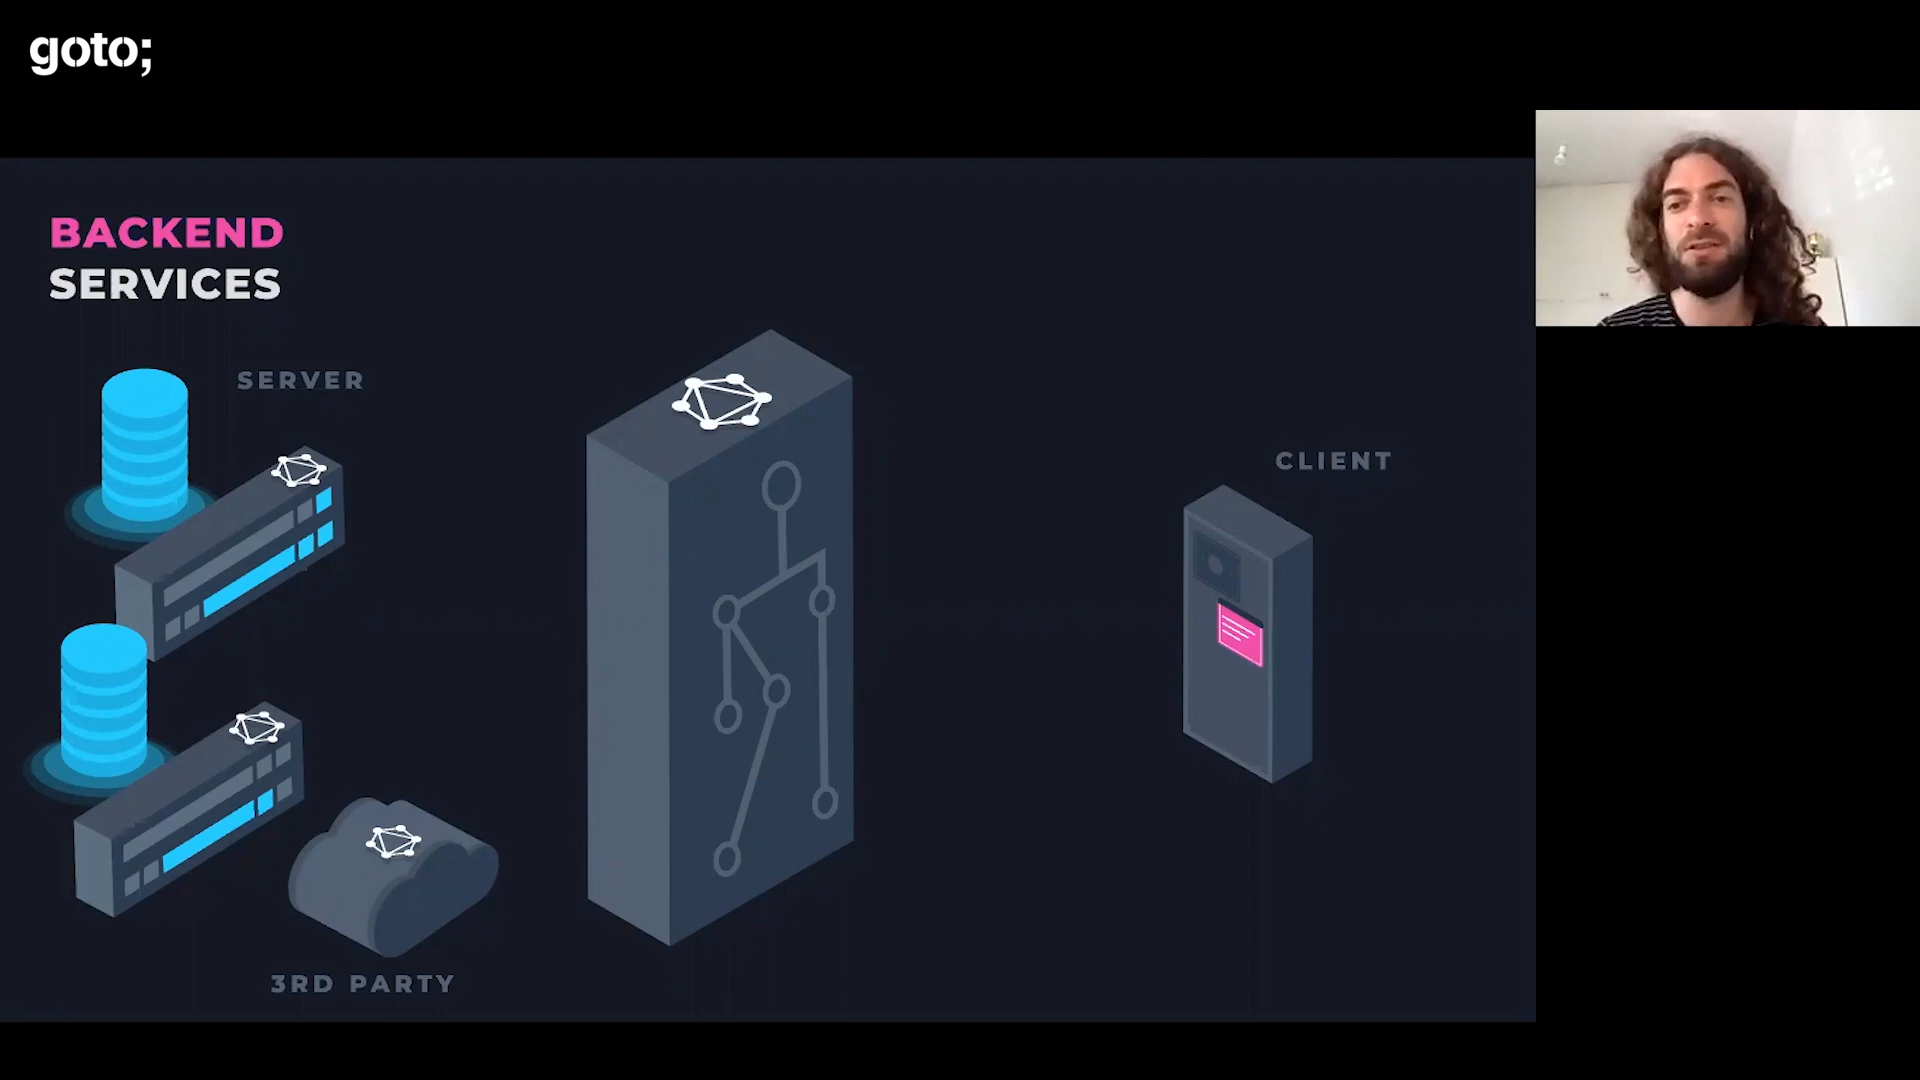 goto;
BACKEND
SERVICES
SERVER
CLIENT
3RD PARTY